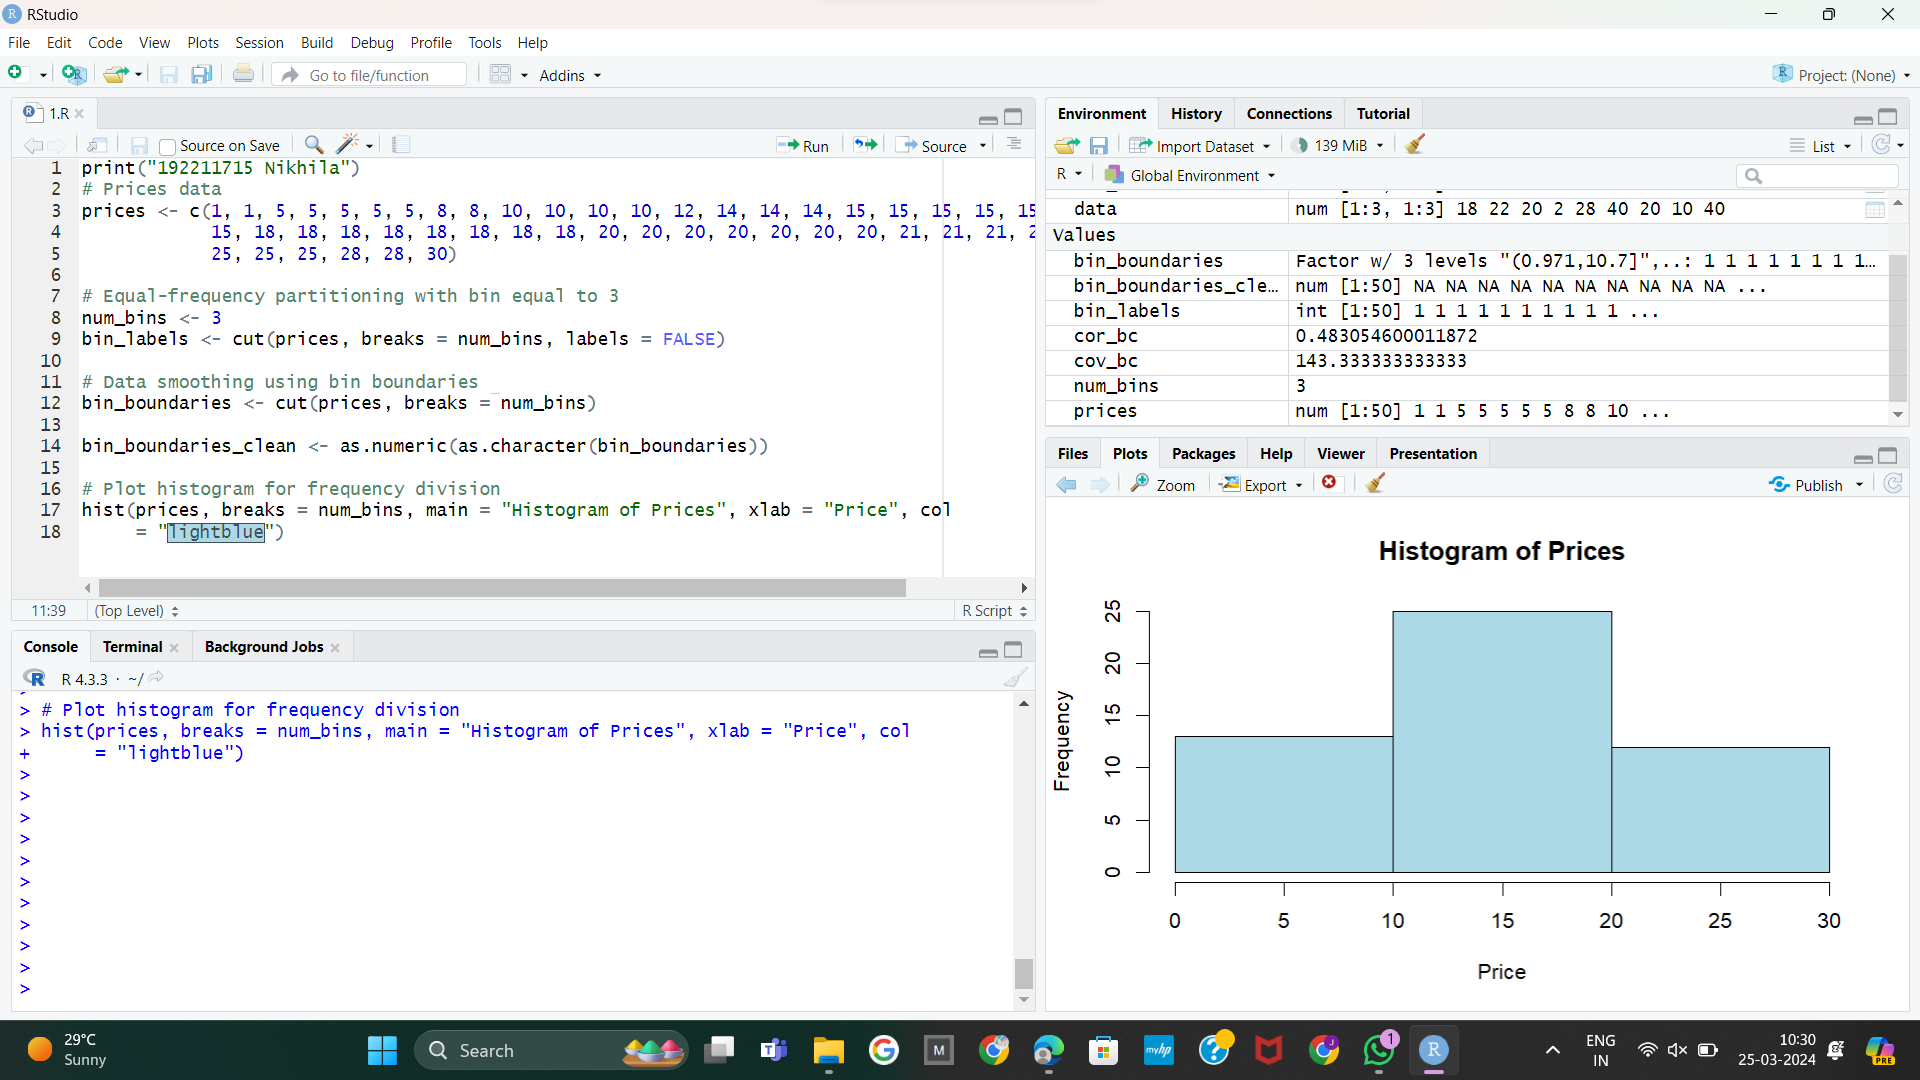 RStudio
File Edit Code View Plots Session Build Debug Profile Tools Help
Go to file/function Addins Project: (None)
1.R
Source on Save Run Source
1 print("192211715 Nikhila")
2 # Prices data
3 prices <- c(1, 1, 5, 5, 5, 5, 5, 8, 8, 10, 10, 10, 10, 12, 14, 14, 14, 15, 15, 15, 15, 15
4 15, 18, 18, 18, 18, 18, 18, 18, 18, 20, 20, 20, 20, 20, 20, 20, 21, 21, 21, 2
5 25, 25, 25, 28, 28, 30)
6
7 # Equal-frequency partitioning with bin equal to 3
8 num_bins <- 3
9 bin_labels <- cut(prices, breaks = num_bins, labels = FALSE)
10
11 # Data smoothing using bin boundaries
12 bin_boundaries <- cut(prices, breaks = num_bins)
13
14 bin_boundaries_clean <- as.numeric(as.character(bin_boundaries))
15
16 # Plot histogram for frequency division
17 hist(prices, breaks = num_bins, main = "Histogram of Prices", xlab = "Price", col
18 = "lightblue")
11:39 (Top Level) R Script
Console Terminal Background Jobs
R 4.3.3 · ~/
> # Plot histogram for frequency division
> hist(prices, breaks = num_bins, main = "Histogram of Prices", xlab = "Price", col
+ = "lightblue")
>
>
>
>
>
>
>
>
>
>
>
Environment History Connections Tutorial
Import Dataset 139 MiB List
R Global Environment
data num [1:3, 1:3] 18 22 20 2 28 40 20 10 40
Values
bin_boundaries Factor w/ 3 levels "(0.971,10.7]",..: 1 1 1 1 1 1 1 1…
bin_boundaries_cle… num [1:50] NA NA NA NA NA NA NA NA NA NA ...
bin_labels int [1:50] 1 1 1 1 1 1 1 1 1 1 ...
cor_bc 0.483054600011872
cov_bc 143.333333333333
num_bins 3
prices num [1:50] 1 1 5 5 5 5 5 8 8 10 ...
Files Plots Packages Help Viewer Presentation
Zoom Export Publish
Histogram of Prices
Frequency
25
20
15
10
5
0
0 5 10 15 20 25 30
Price
29°C
Sunny
Search
M
myhp
J
1
R
PRE
ENG
IN
10:30
25-03-2024